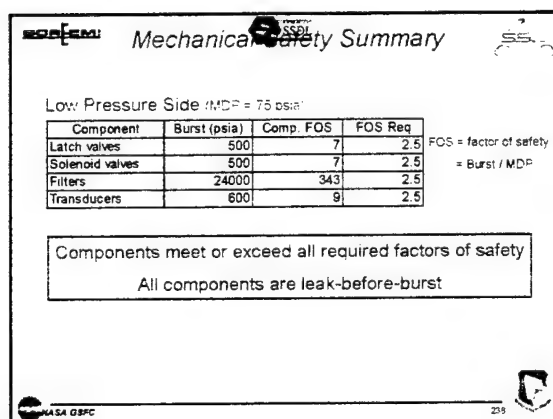 Mechanical Safety Summary
SSDL
Low Pressure Side (MDP = 75 psia)
Component Burst (psia) Comp. FOS FOS Req
Latch valves 500 7 2.5
Solenoid valves 500 7 2.5
Filters 24000 343 2.5
Transducers 600 9 2.5
FOS = factor of safety
= Burst / MDP
Components meet or exceed all required factors of safety
All components are leak-before-burst
NASA GSFC